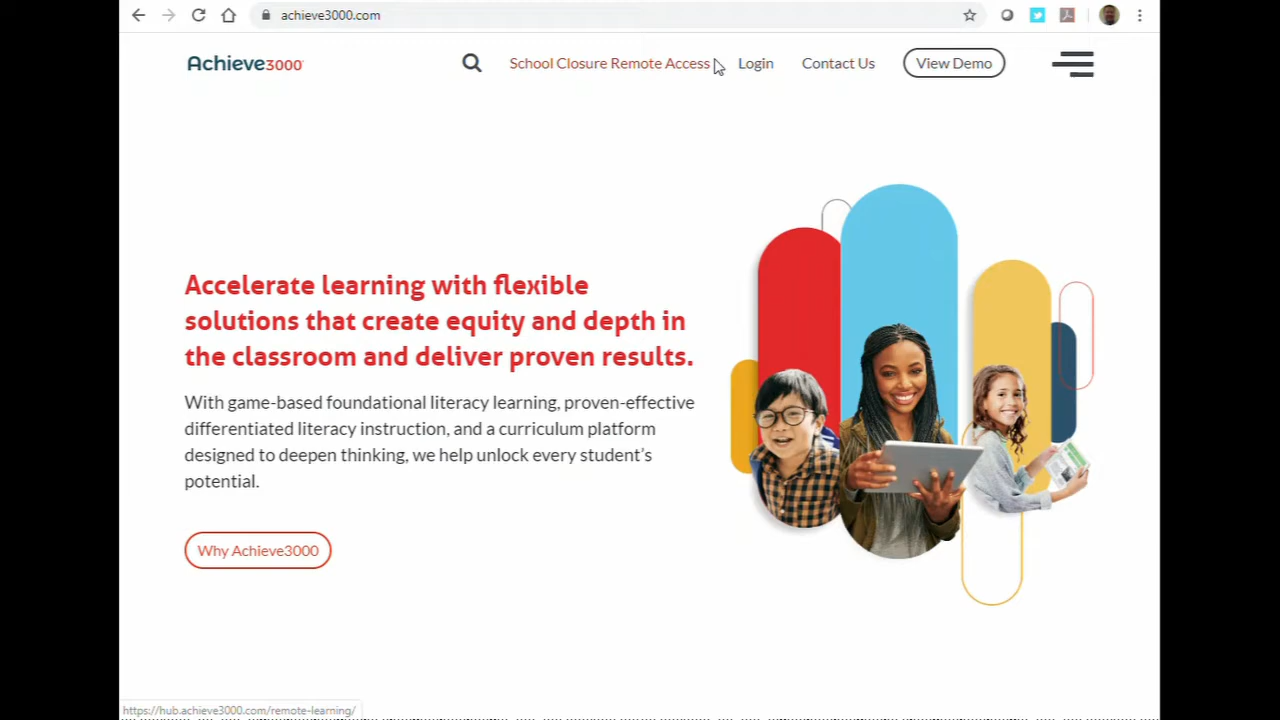 achieve3000.com
Achieve3000
School Closure Remote Access
Login
Contact Us
View Demo
Accelerate learning with flexible
solutions that create equity and depth in
the classroom and deliver proven results.
With game-based foundational literacy learning, proven-effective
differentiated literacy instruction, and a curriculum platform
designed to deepen thinking, we help unlock every student's
potential.
Why Achieve3000
https://hub.achieve3000.com/remote-learning/